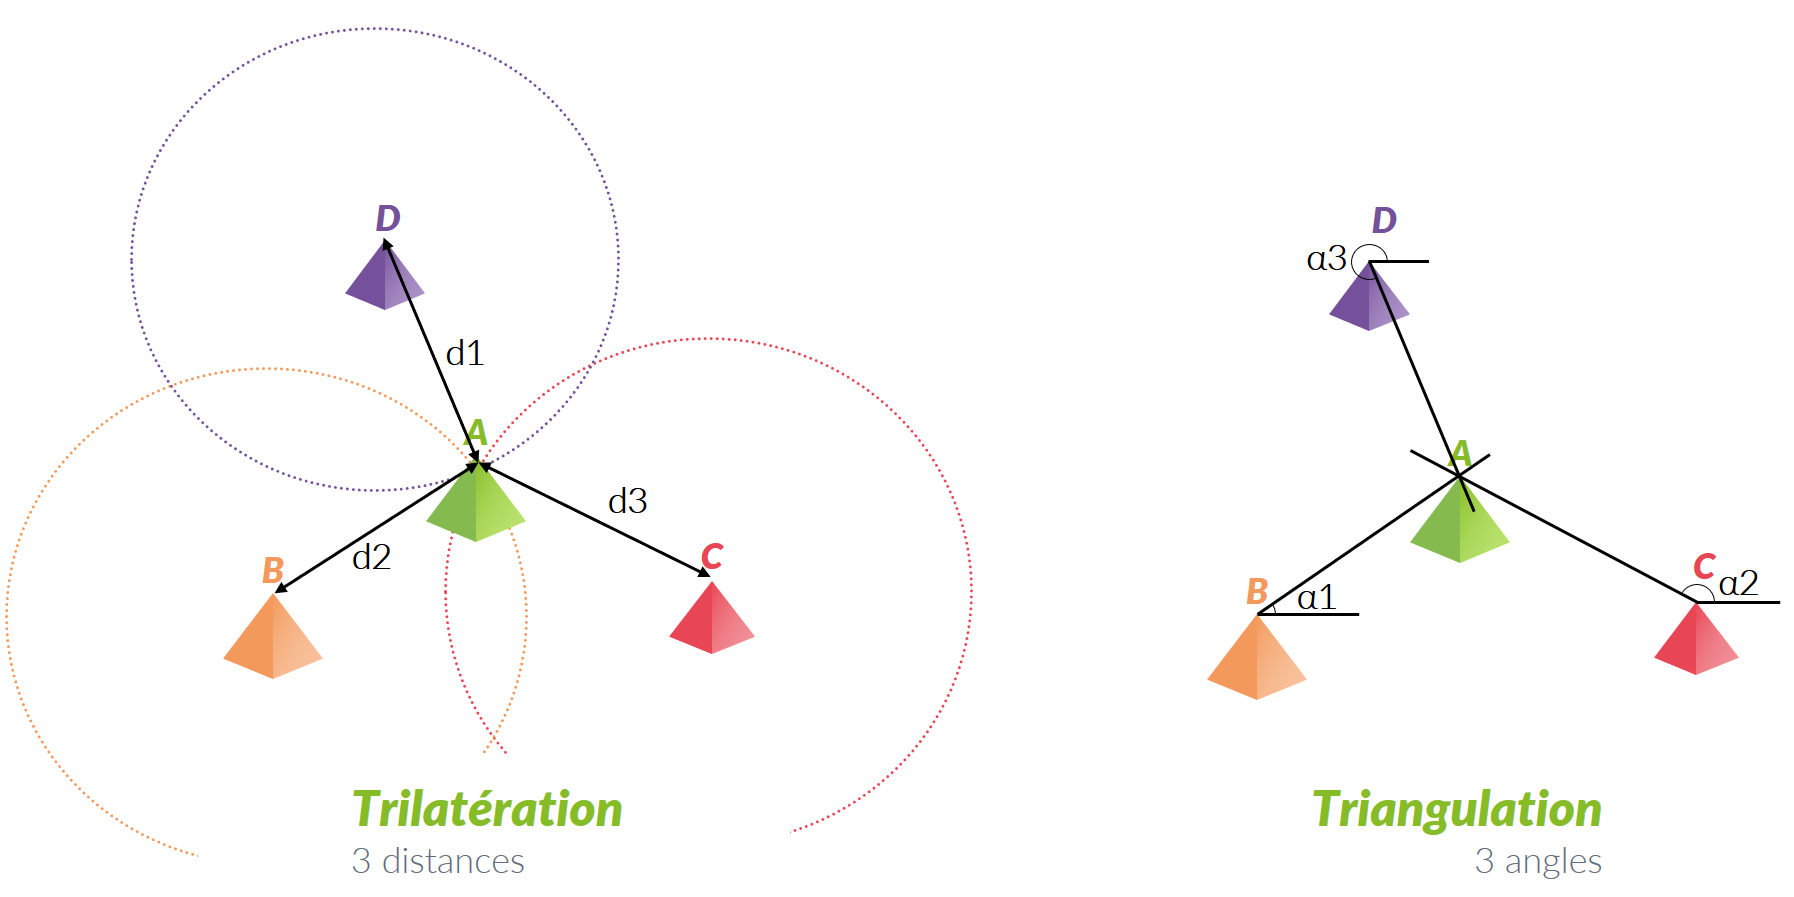 D
d1
A
d3
d2
B
C
Trilatération
3 distances
D
α3
A
B
α1
C
α2
Triangulation
3 angles